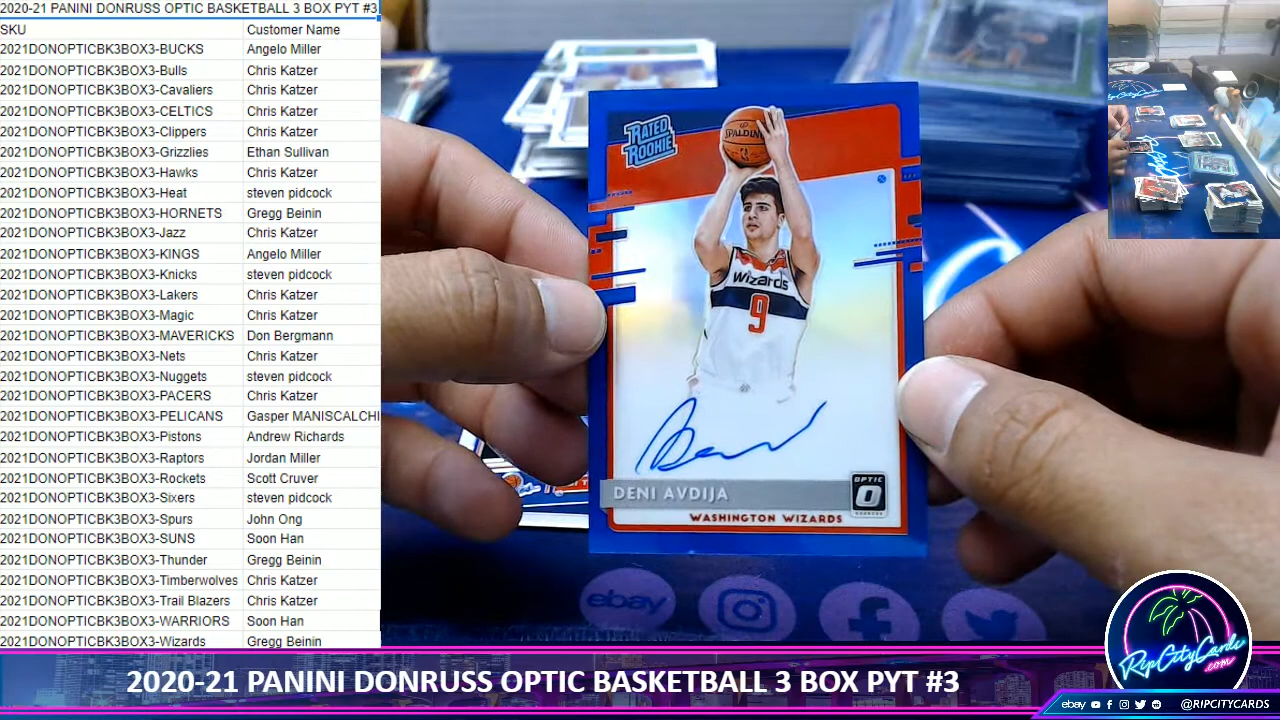 2020-21 PANINI DONRUSS OPTIC BASKETBALL 3 BOX PYT #3
SKU Customer Name
2021DONOPTICBK3BOX3-BUCKS Angelo Miller
2021DONOPTICBK3BOX3-Bulls Chris Katzer
2021DONOPTICBK3BOX3-Cavaliers Chris Katzer
2021DONOPTICBK3BOX3-CELTICS Chris Katzer
2021DONOPTICBK3BOX3-Clippers Chris Katzer
2021DONOPTICBK3BOX3-Grizzlies Ethan Sullivan
2021DONOPTICBK3BOX3-Hawks Chris Katzer
2021DONOPTICBK3BOX3-Heat steven pidcock
2021DONOPTICBK3BOX3-HORNETS Gregg Beinin
2021DONOPTICBK3BOX3-Jazz Chris Katzer
2021DONOPTICBK3BOX3-KINGS Angelo Miller
2021DONOPTICBK3BOX3-Knicks steven pidcock
2021DONOPTICBK3BOX3-Lakers Chris Katzer
2021DONOPTICBK3BOX3-Magic Chris Katzer
2021DONOPTICBK3BOX3-MAVERICKS Don Bergmann
2021DONOPTICBK3BOX3-Nets Chris Katzer
2021DONOPTICBK3BOX3-Nuggets steven pidcock
2021DONOPTICBK3BOX3-PACERS Chris Katzer
2021DONOPTICBK3BOX3-PELICANS Gasper MANISCALCHI
2021DONOPTICBK3BOX3-Pistons Andrew Richards
2021DONOPTICBK3BOX3-Raptors Jordan Miller
2021DONOPTICBK3BOX3-Rockets Scott Cruver
2021DONOPTICBK3BOX3-Sixers steven pidcock
2021DONOPTICBK3BOX3-Spurs John Ong
2021DONOPTICBK3BOX3-SUNS Soon Han
2021DONOPTICBK3BOX3-Thunder Gregg Beinin
2021DONOPTICBK3BOX3-Timberwolves Chris Katzer
2021DONOPTICBK3BOX3-Trail Blazers Chris Katzer
2021DONOPTICBK3BOX3-WARRIORS Soon Han
2021DONOPTICBK3BOX3-Wizards Gregg Beinin
RATED
ROOKIE
SPALDING
WIZARDS
9
DENI AVDIJA
OPTIC
WASHINGTON WIZARDS
ebay
RipCityCards
.com
2020-21 PANINI DONRUSS OPTIC BASKETBALL 3 BOX PYT #3
ebay @RIPCITYCARDS